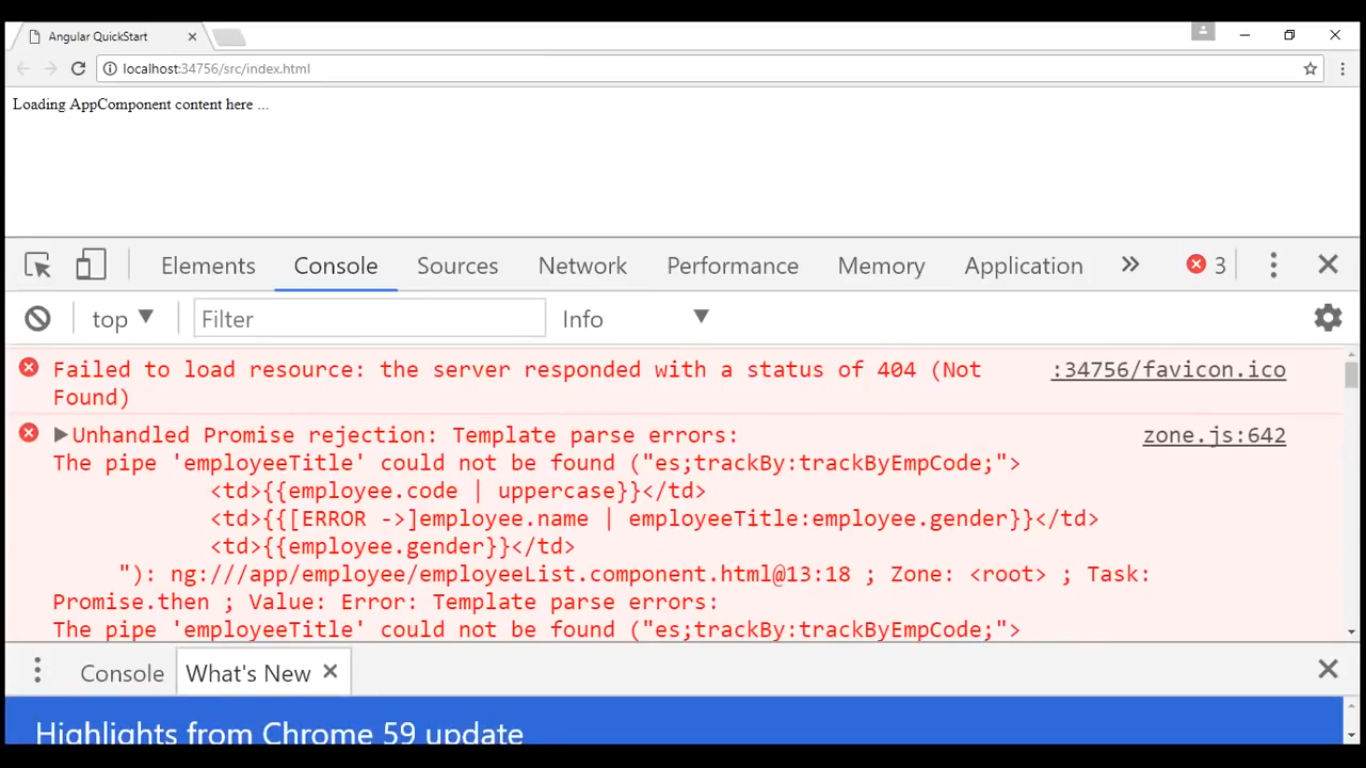 Angular QuickStart
localhost:34756/src/index.html
Loading AppComponent content here ...
Elements Console Sources Network Performance Memory Application 3
top Filter Info
Failed to load resource: the server responded with a status of 404 (Not :34756/favicon.ico
Found)
Unhandled Promise rejection: Template parse errors: zone.js:642
The pipe 'employeeTitle' could not be found ("es;trackBy:trackByEmpCode;">
<td>{{employee.code | uppercase}}</td>
<td>{{[ERROR ->]employee.name | employeeTitle:employee.gender}}</td>
<td>{{employee.gender}}</td>
"): ng:///app/employee/employeeList.component.html@13:18 ; Zone: <root> ; Task:
Promise.then ; Value: Error: Template parse errors:
The pipe 'employeeTitle' could not be found ("es;trackBy:trackByEmpCode;">
Console What's New
Highlights from Chrome 59 update